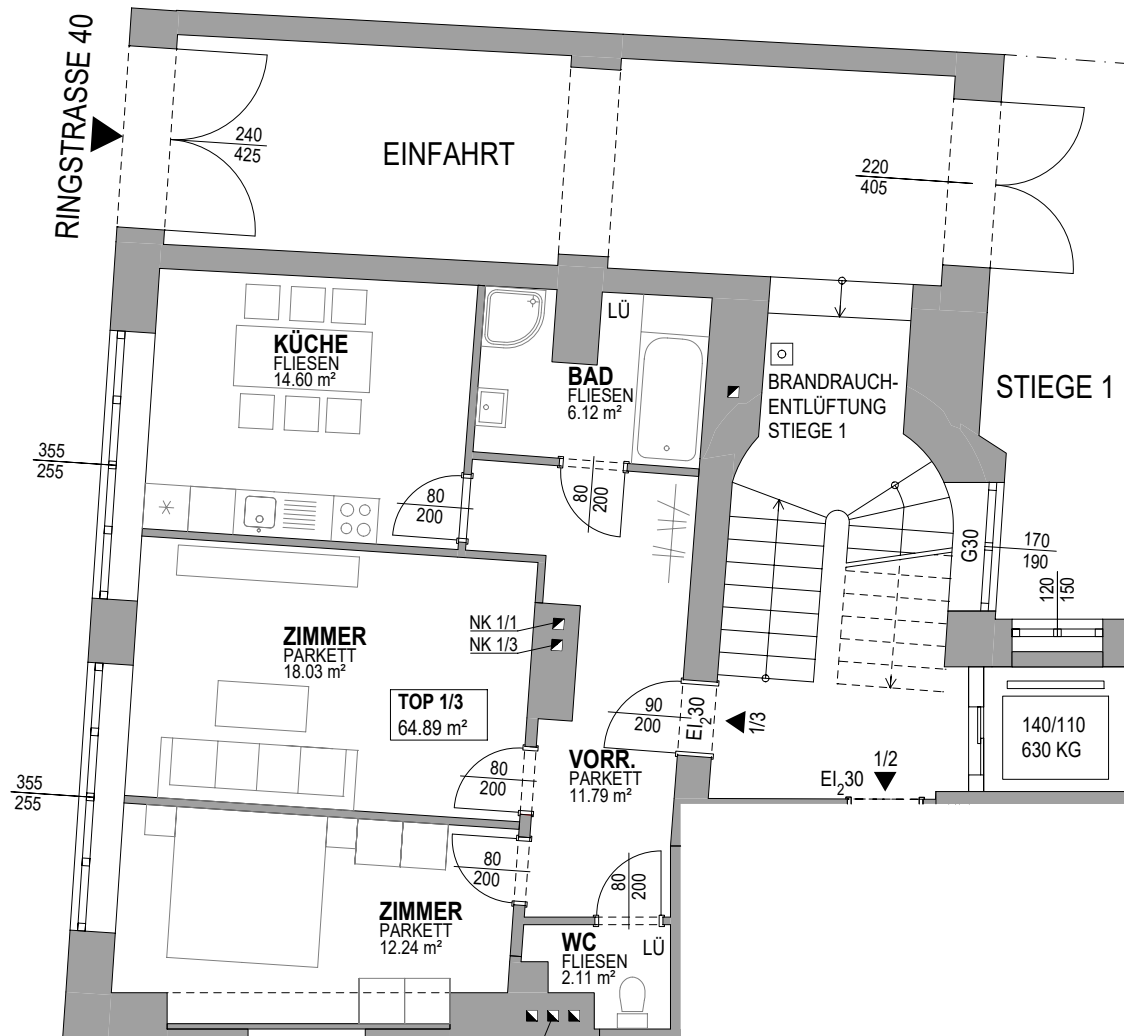 RINGSTRASSE 40
240
425
EINFAHRT
220
405
KÜCHE
FLIESEN
14.60 m²
LÜ
BAD
FLIESEN
6.12 m²
BRANDRAUCH-
ENTLÜFTUNG
STIEGE 1
STIEGE 1
355
255
80
200
80
200
G30
170
190
120
150
NK 1/1
NK 1/3
ZIMMER
PARKETT
18.03 m²
TOP 1/3
64.89 m²
90
200
EI₂30
1/3
140/110
630 KG
VORR.
PARKETT
11.79 m²
1/2
EI₂30
355
255
80
200
80
200
80
200
ZIMMER
PARKETT
12.24 m²
WC
FLIESEN
2.11 m²
LÜ